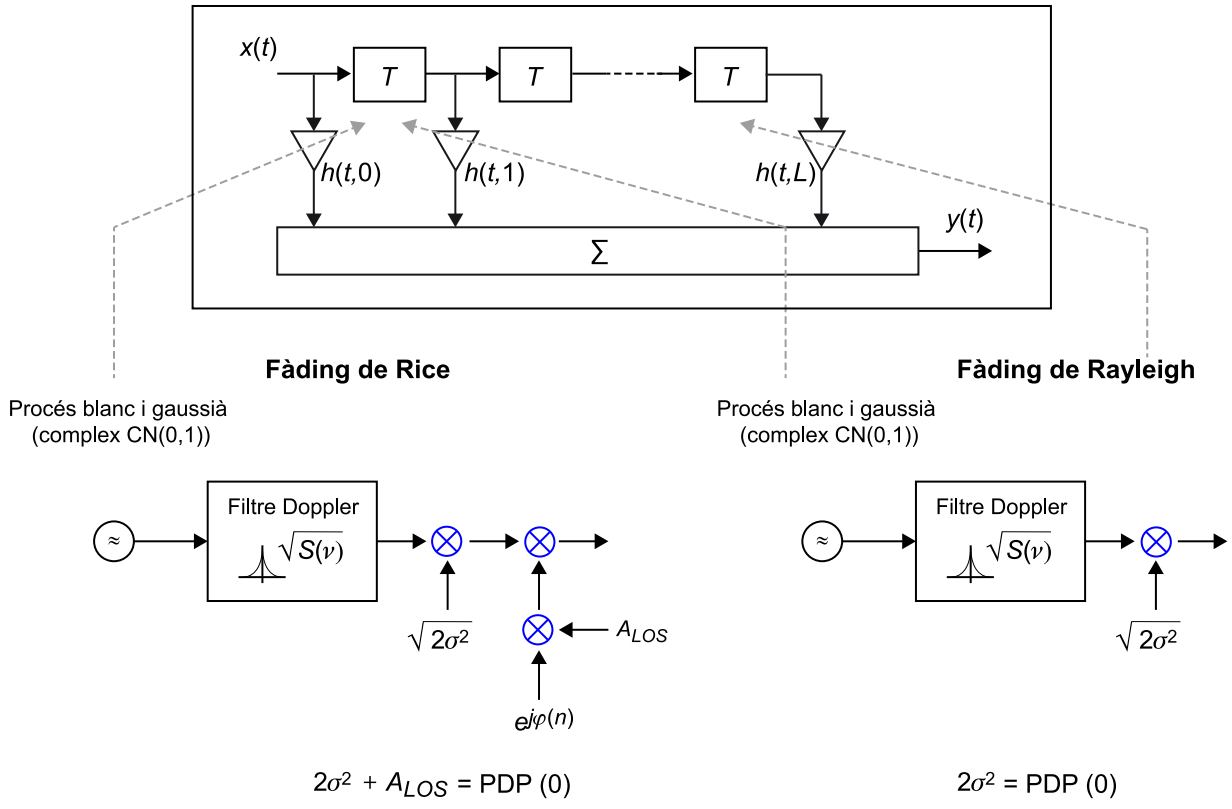 x(t)
T
T
T
h(t,0)
h(t,1)
h(t,L)
y(t)
Σ
Fàding de Rice
Fàding de Rayleigh
Procés blanc i gaussià
(complex CN(0,1))
Procés blanc i gaussià
(complex CN(0,1))
≈
Filtre Doppler
√S(ν)
√2σ²
A_LOS
e^jφ(n)
≈
Filtre Doppler
√S(ν)
√2σ²
2σ² + A_LOS = PDP (0)
2σ² = PDP (0)